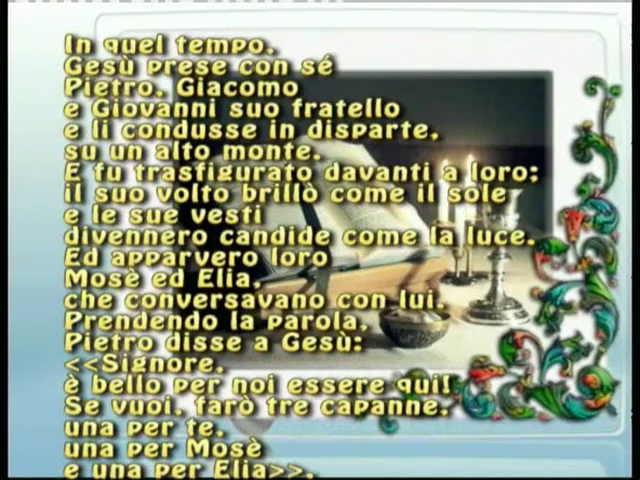 In quel tempo,
Gesù prese con sé
Pietro, Giacomo
e Giovanni suo fratello
e li condusse in disparte,
su un alto monte.
E fu trasfigurato davanti a loro;
il suo volto brillò come il sole
e le sue vesti
divennero candide come la luce.
Ed apparvero loro
Mosè ed Elia,
che conversavano con lui.
Prendendo la parola,
Pietro disse a Gesù:
<<Signore,
è bello per noi essere qui!
Se vuoi, farò tre capanne,
una per te,
una per Mosè
e una per Elia>>.